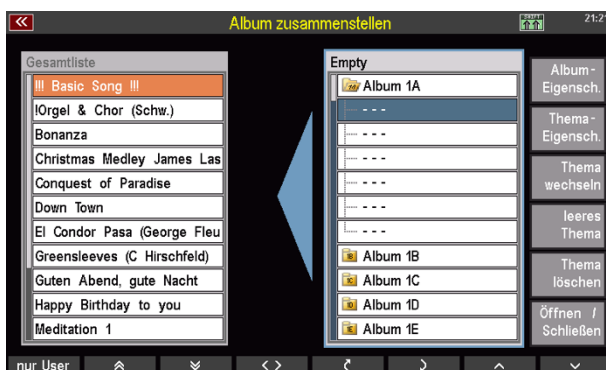 Album zusammenstellen
21:21
Gesamtliste
!!! Basic Song !!!
!Orgel & Chor (Schw.)
Bonanza
Christmas Medley James Las
Conquest of Paradise
Down Town
El Condor Pasa (George Fleu
Greensleeves (C Hirschfeld)
Guten Abend, gute Nacht
Happy Birthday to you
Meditation 1
Empty
Album 1A
- - -
- - -
- - -
- - -
- - -
- - -
Album 1B
Album 1C
Album 1D
Album 1E
Album-
Eigensch.
Thema-
Eigensch.
Thema
wechseln
leeres
Thema
Thema
löschen
Öffnen /
Schließen
nur User